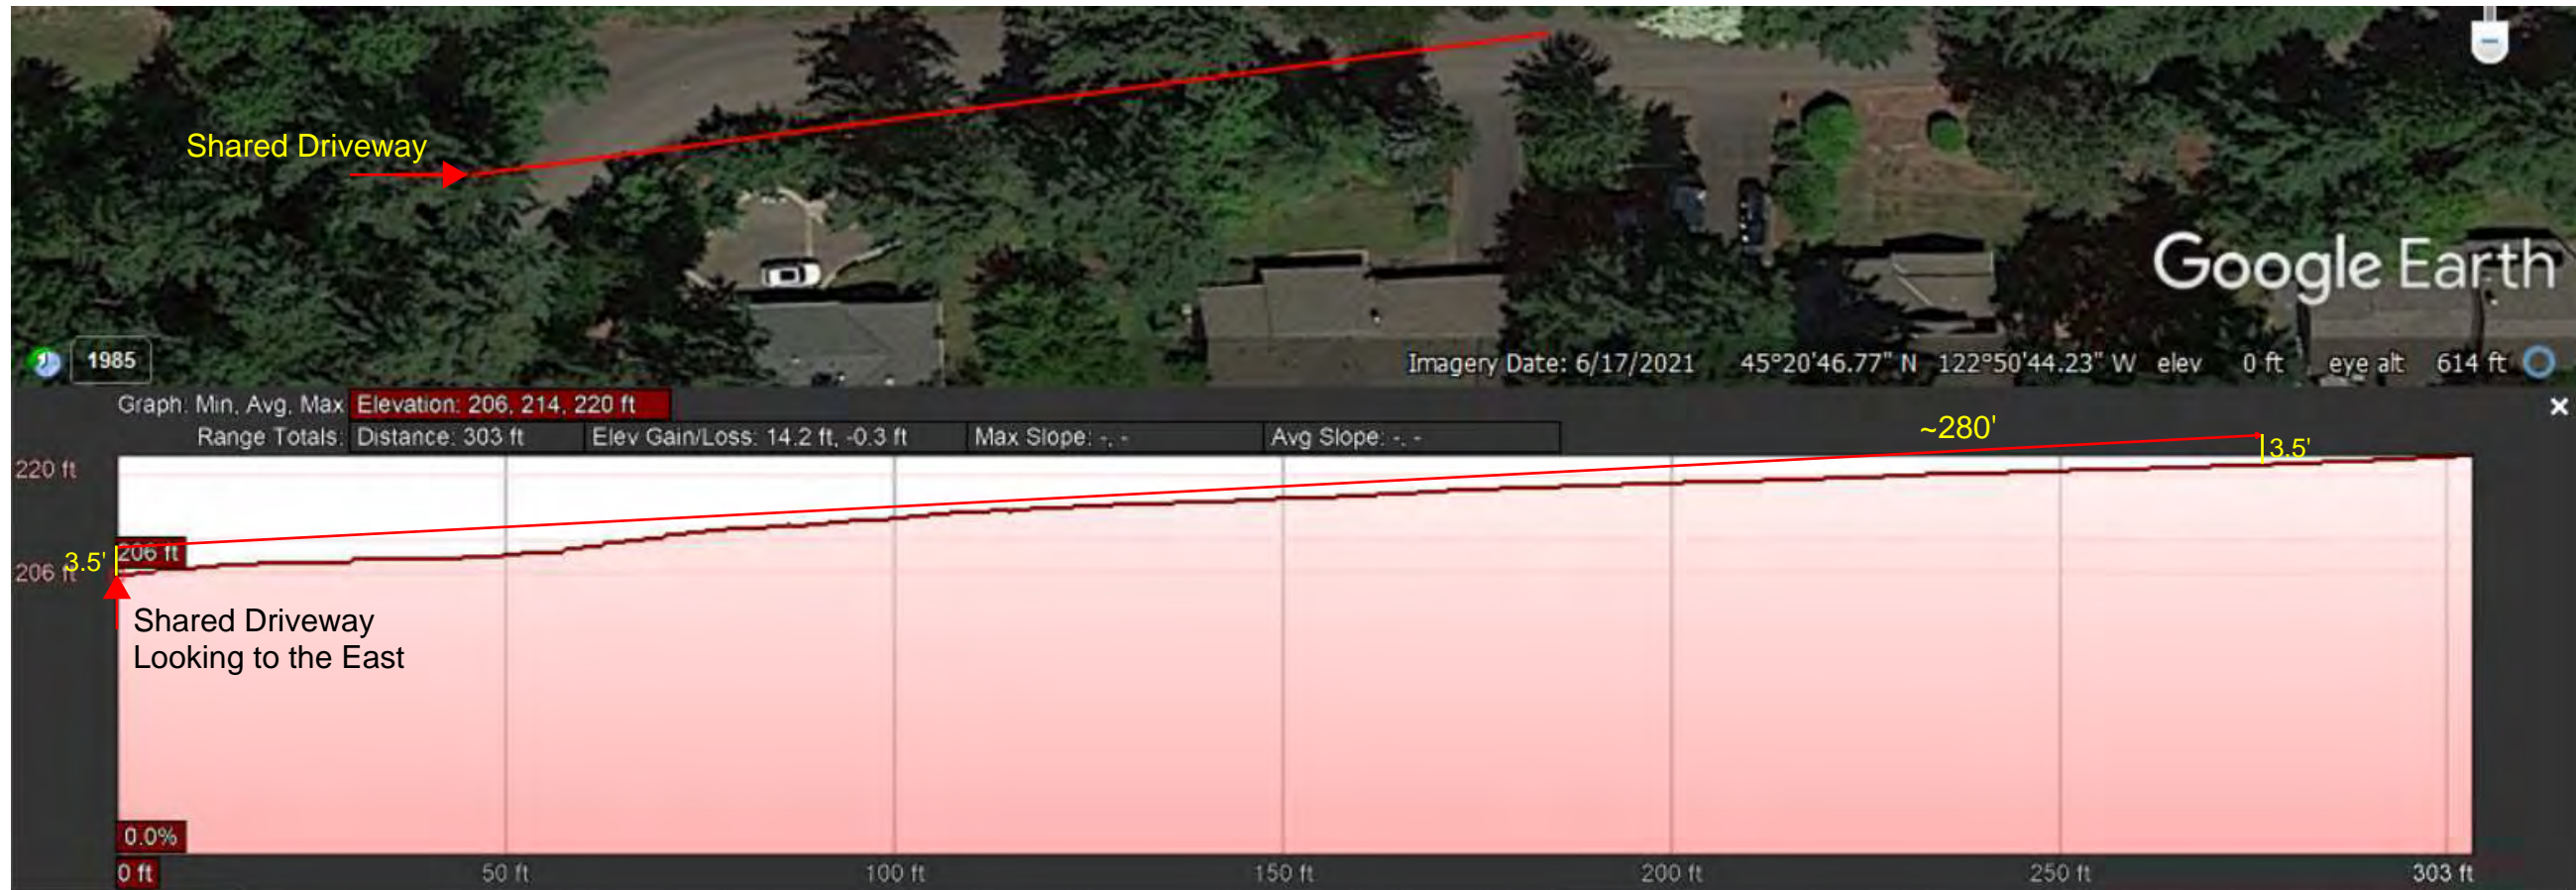 Shared Driveway
Google Earth
1985
Imagery Date: 6/17/2021 45°20'46.77" N 122°50'44.23" W elev 0 ft eye alt 614 ft
Graph: Min, Avg, Max Elevation: 206, 214, 220 ft
Range Totals: Distance: 303 ft Elev Gain/Loss: 14.2 ft, -0.3 ft Max Slope: -, - Avg Slope: -, -
~280'
3.5'
220 ft
206 ft
3.5'
206 ft
Shared Driveway
Looking to the East
0.0%
0 ft 50 ft 100 ft 150 ft 200 ft 250 ft 303 ft